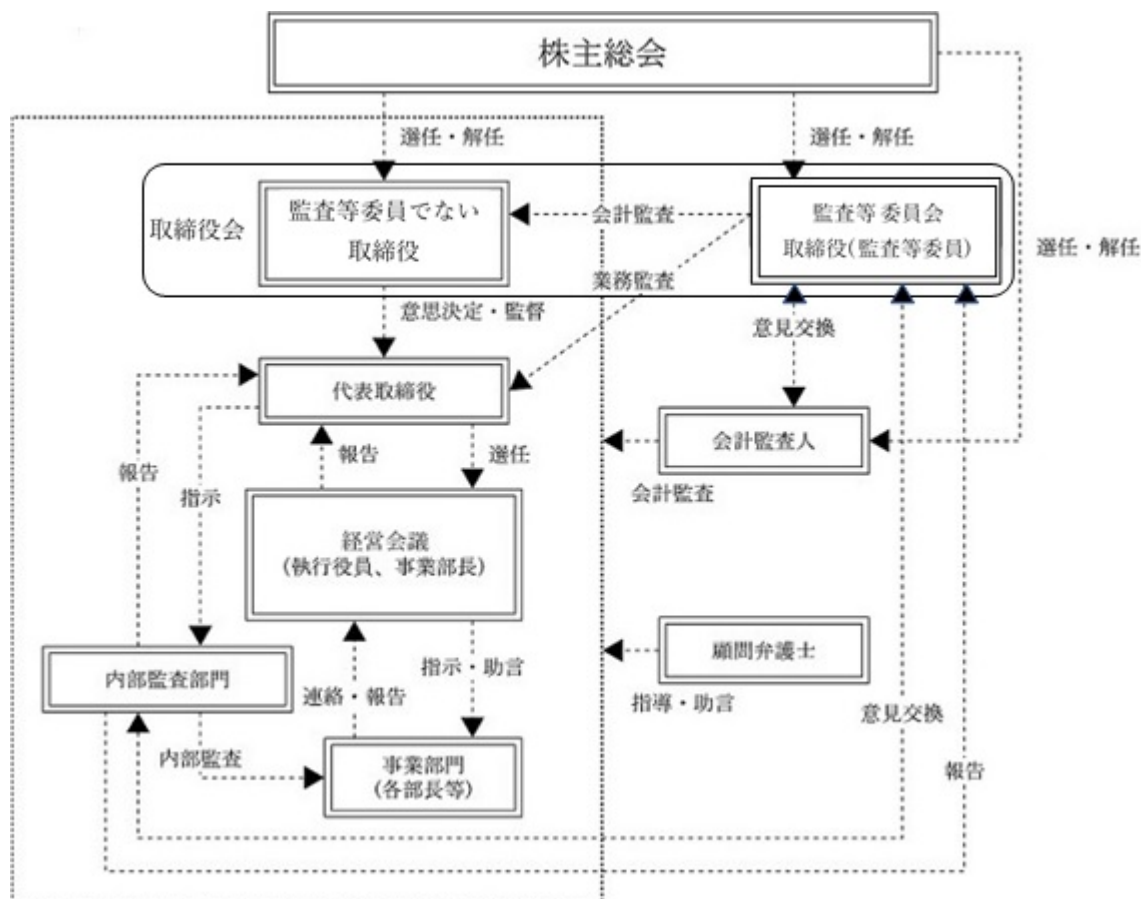 株主総会
選任・解任
選任・解任
取締役会
監査等委員でない
取締役
会計監査
監査等委員会
取締役(監査等委員)
選任・解任
業務監査
意思決定・監督
意見交換
代表取締役
会計監査人
報告
選任
報告
指示
会計監査
経営会議
(執行役員、事業部長)
顧問弁護士
内部監査部門
指示・助言
連絡・報告
指導・助言
意見交換
内部監査
事業部門
(各部長等)
報告